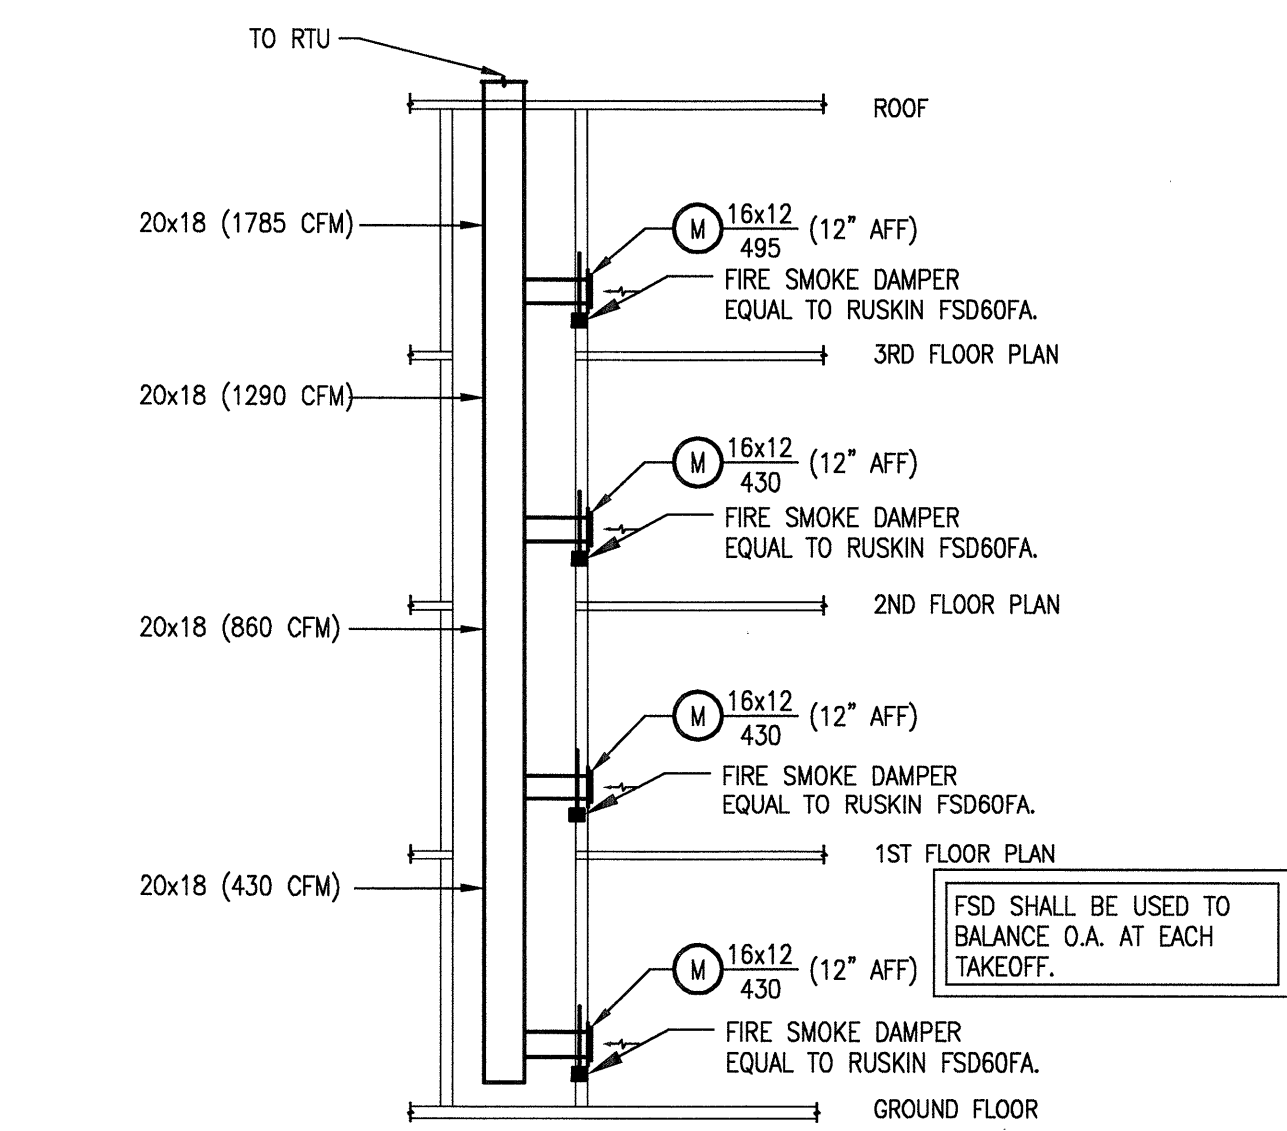 TO RTU
ROOF
20x18 (1785 CFM)
M 16x12 (12" AFF)
495
FIRE SMOKE DAMPER
EQUAL TO RUSKIN FSD60FA.
3RD FLOOR PLAN
20x18 (1290 CFM)
M 16x12 (12" AFF)
430
FIRE SMOKE DAMPER
EQUAL TO RUSKIN FSD60FA.
2ND FLOOR PLAN
20x18 (860 CFM)
M 16x12 (12" AFF)
430
FIRE SMOKE DAMPER
EQUAL TO RUSKIN FSD60FA.
1ST FLOOR PLAN
20x18 (430 CFM)
FSD SHALL BE USED TO
BALANCE O.A. AT EACH
TAKEOFF.
M 16x12 (12" AFF)
430
FIRE SMOKE DAMPER
EQUAL TO RUSKIN FSD60FA.
GROUND FLOOR